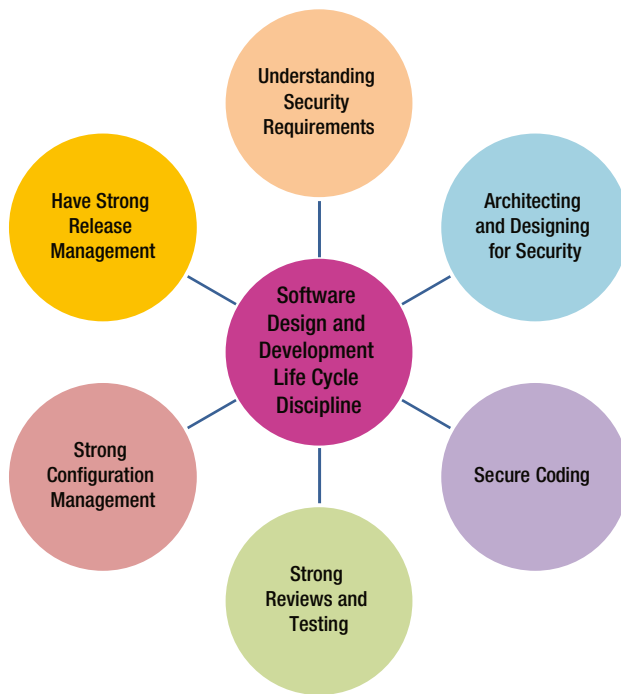 Understanding
Security
Requirements
Have Strong
Release
Management
Architecting
and Designing
for Security
Software
Design and
Development
Life Cycle
Discipline
Strong
Configuration
Management
Secure Coding
Strong
Reviews and
Testing